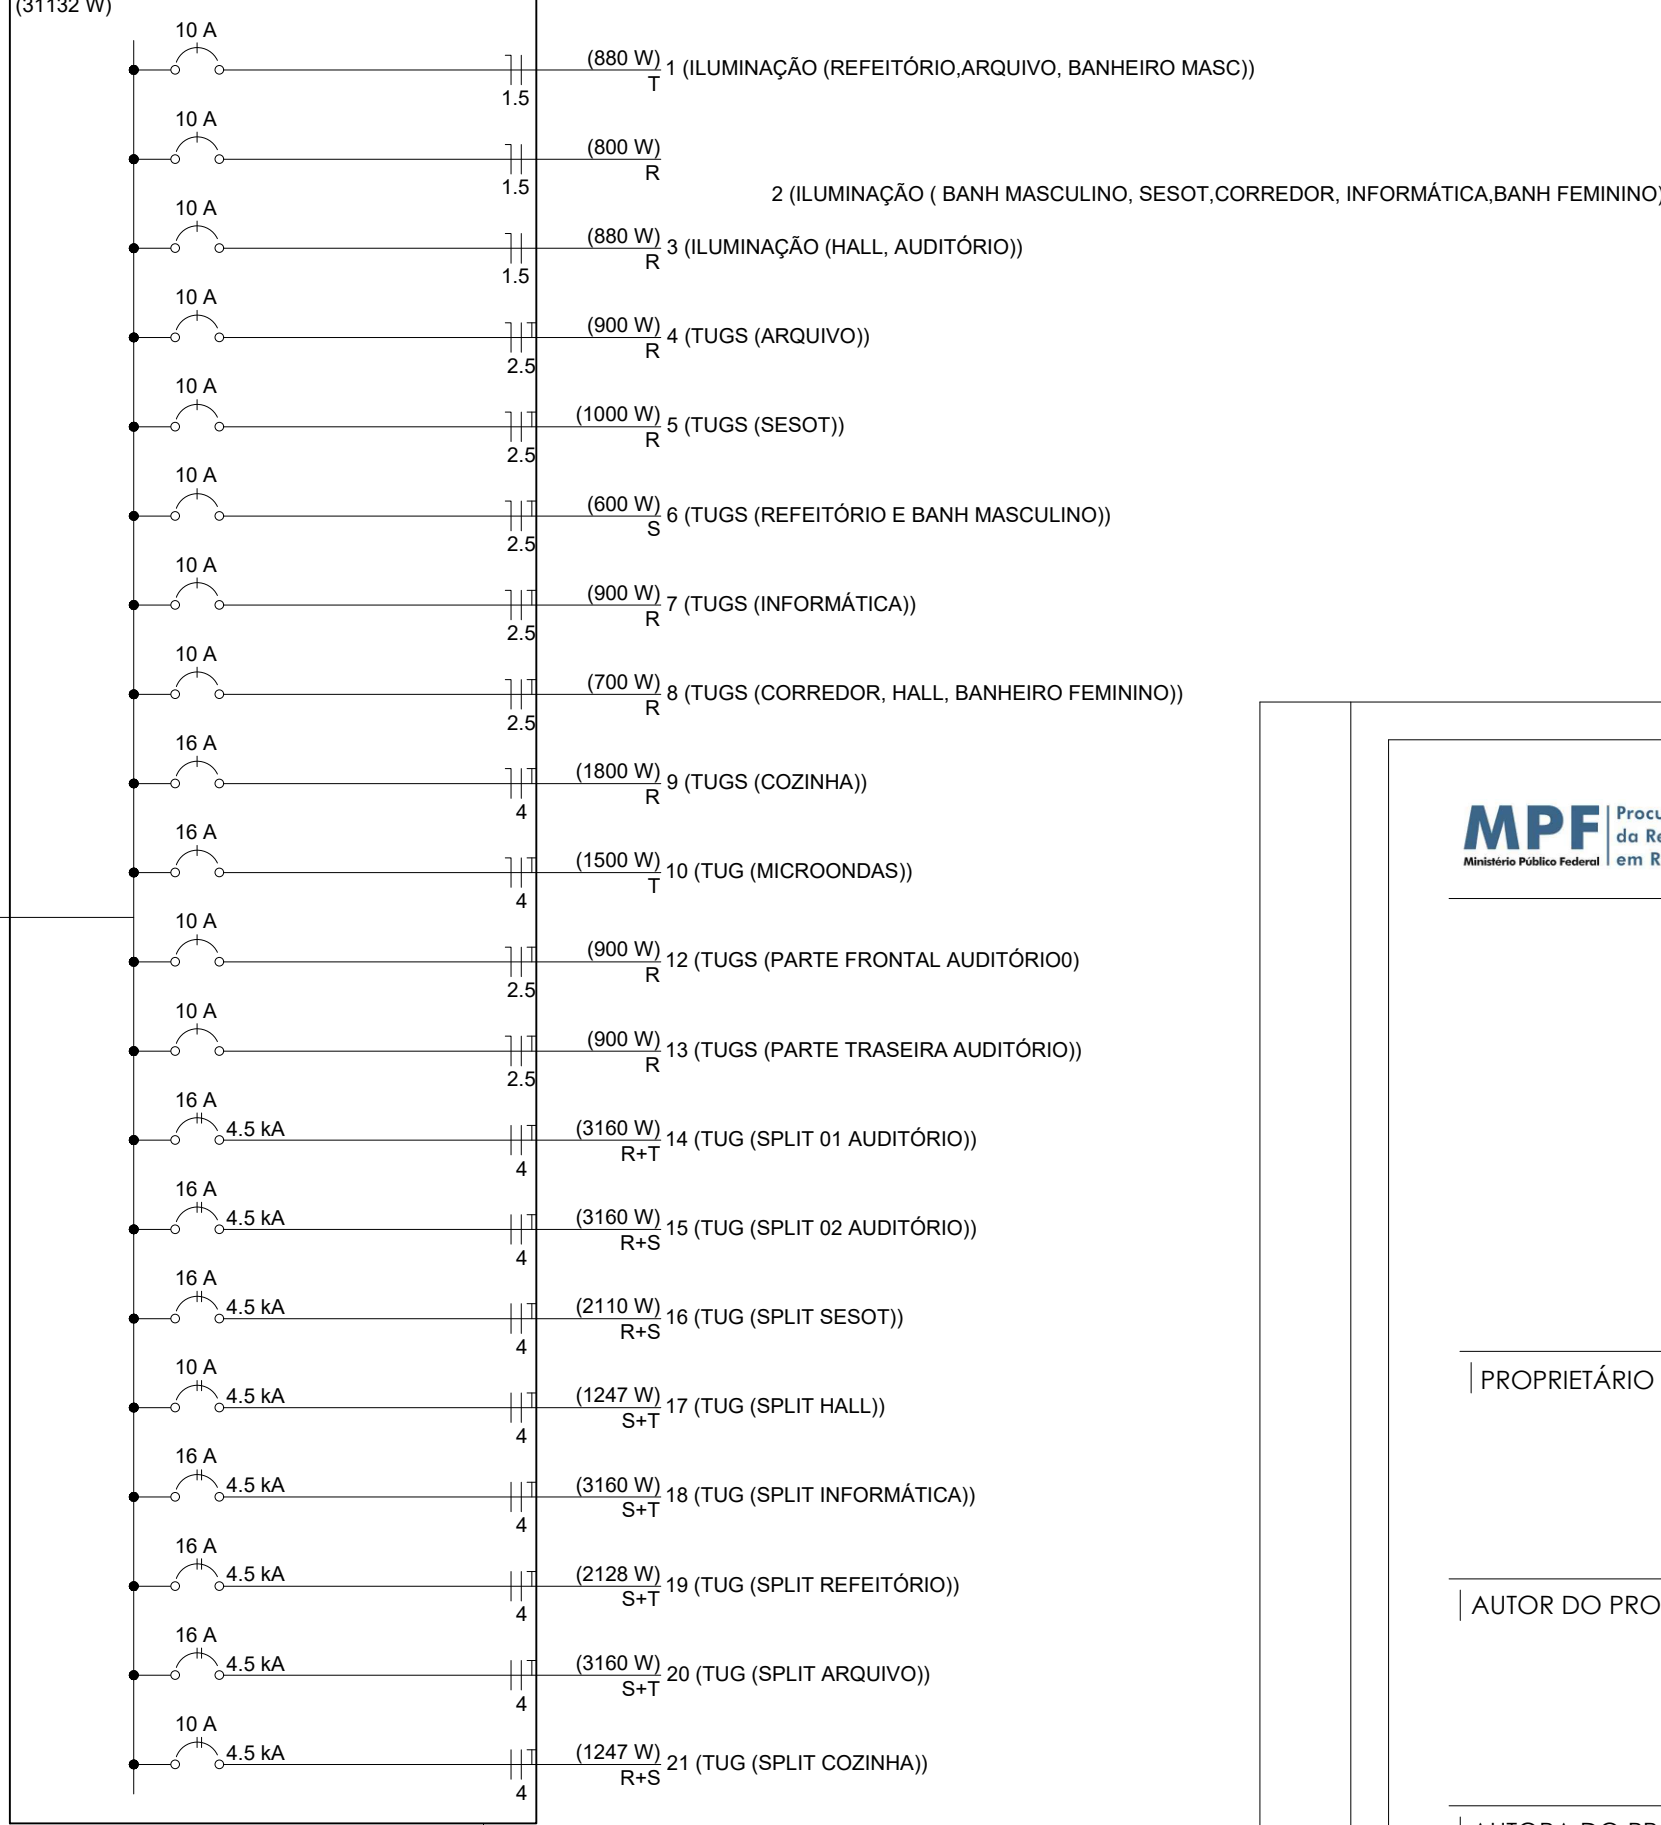 (31132 W)
10 A
1.5
(880 W)
T
1 (ILUMINAÇÃO (REFEITÓRIO,ARQUIVO, BANHEIRO MASC))
10 A
1.5
(800 W)
R
2 (ILUMINAÇÃO ( BANH MASCULINO, SESOT,CORREDOR, INFORMÁTICA,BANH FEMININO)
10 A
1.5
(880 W)
R
3 (ILUMINAÇÃO (HALL, AUDITÓRIO))
10 A
2.5
(900 W)
R
4 (TUGS (ARQUIVO))
10 A
2.5
(1000 W)
R
5 (TUGS (SESOT))
10 A
2.5
(600 W)
S
6 (TUGS (REFEITÓRIO E BANH MASCULINO))
10 A
2.5
(900 W)
R
7 (TUGS (INFORMÁTICA))
10 A
2.5
(700 W)
R
8 (TUGS (CORREDOR, HALL, BANHEIRO FEMININO))
16 A
4
(1800 W)
R
9 (TUGS (COZINHA))
16 A
4
(1500 W)
T
10 (TUG (MICROONDAS))
10 A
2.5
(900 W)
R
12 (TUGS (PARTE FRONTAL AUDITÓRIO0)
10 A
2.5
(900 W)
R
13 (TUGS (PARTE TRASEIRA AUDITÓRIO))
16 A
4.5 kA
4
(3160 W)
R+T
14 (TUG (SPLIT 01 AUDITÓRIO))
16 A
4.5 kA
4
(3160 W)
R+S
15 (TUG (SPLIT 02 AUDITÓRIO))
16 A
4.5 kA
4
(2110 W)
R+S
16 (TUG (SPLIT SESOT))
10 A
4.5 kA
4
(1247 W)
S+T
17 (TUG (SPLIT HALL))
16 A
4.5 kA
4
(3160 W)
S+T
18 (TUG (SPLIT INFORMÁTICA))
16 A
4.5 kA
4
(2128 W)
S+T
19 (TUG (SPLIT REFEITÓRIO))
16 A
4.5 kA
4
(3160 W)
S+T
20 (TUG (SPLIT ARQUIVO))
10 A
4.5 kA
4
(1247 W)
R+S
21 (TUG (SPLIT COZINHA))
MPF
Ministério Público Federal
Procu
da Re
em R
PROPRIETÁRIO
AUTOR DO PRO